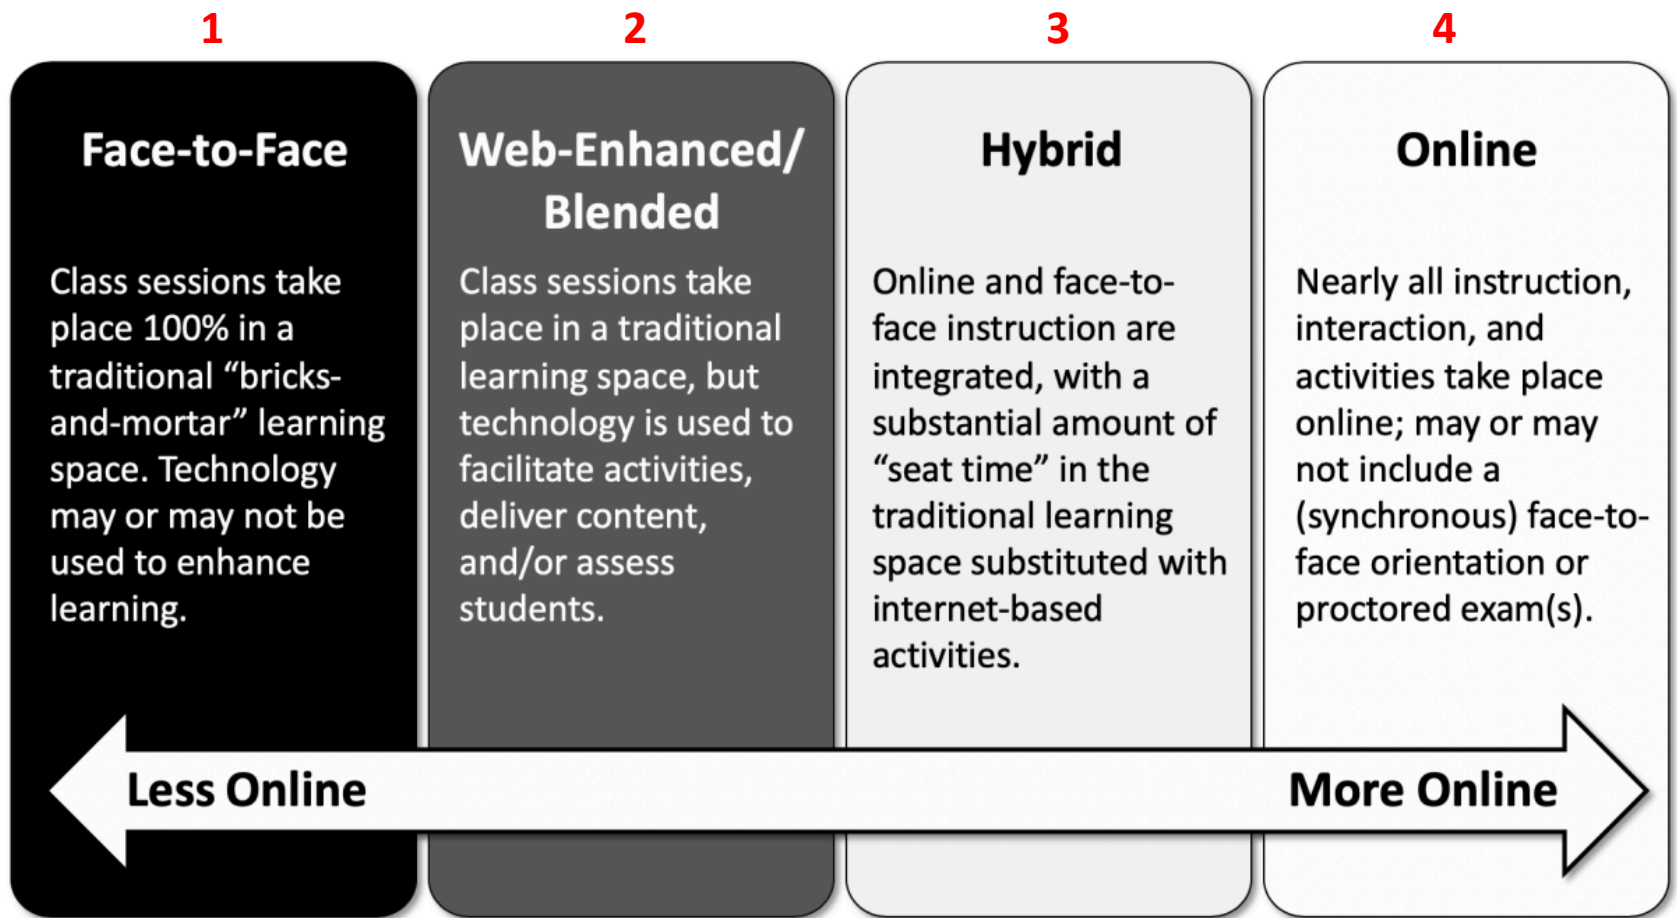 1
2
3
4
Face-to-Face
Class sessions take
place 100% in a
traditional “bricks-
and-mortar” learning
space. Technology
may or may not be
used to enhance
learning.
Web-Enhanced/
Blended
Class sessions take
place in a traditional
learning space, but
technology is used to
facilitate activities,
deliver content,
and/or assess
students.
Hybrid
Online and face-to-
face instruction are
integrated, with a
substantial amount of
“seat time” in the
traditional learning
space substituted with
internet-based
activities.
Online
Nearly all instruction,
interaction, and
activities take place
online; may or may
not include a
(synchronous) face-to-
face orientation or
proctored exam(s).
Less Online
More Online